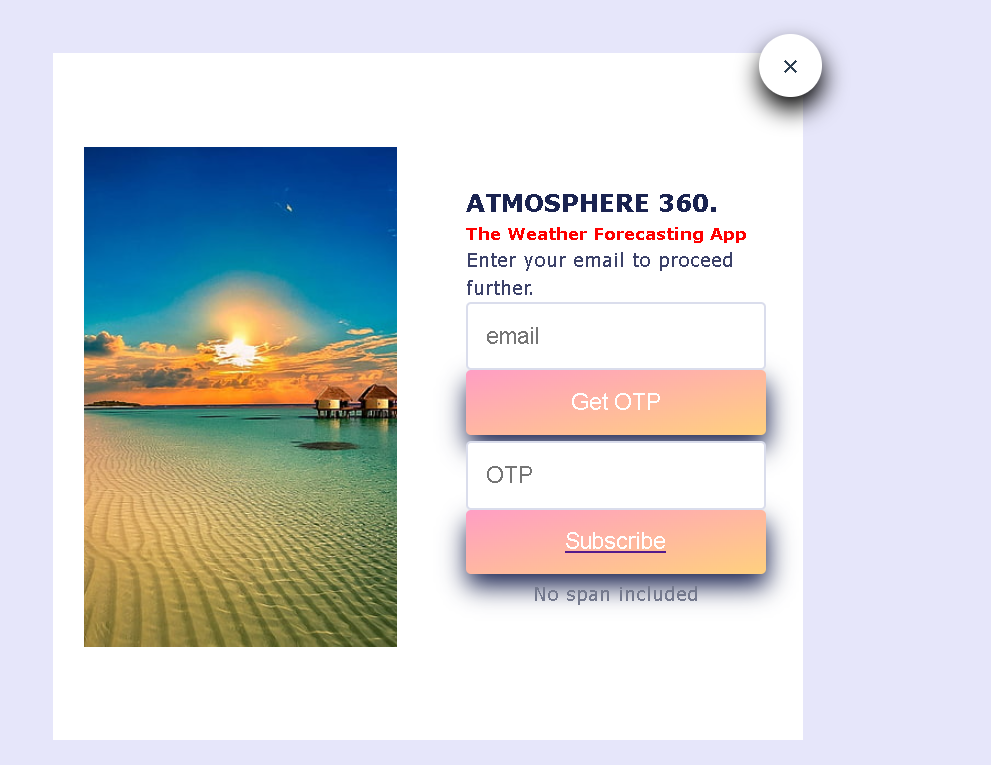 ×
ATMOSPHERE 360.
The Weather Forecasting App
Enter your email to proceed
further.
email
Get OTP
OTP
Subscribe
No span included